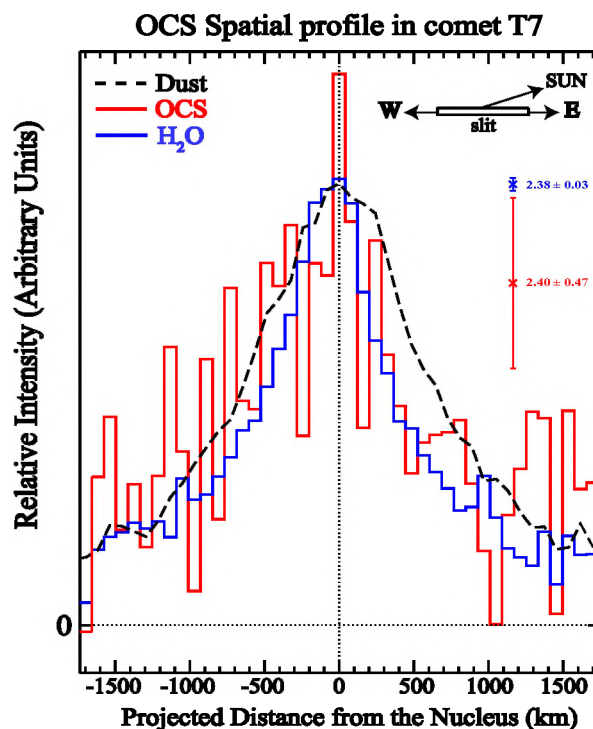 OCS Spatial profile in comet T7
Dust
OCS
H₂O
SUN
W
E
slit
2.38 ± 0.03
2.40 ± 0.47
Relative Intensity (Arbitrary Units)
0
-1500 -1000 -500 0 500 1000 1500
Projected Distance from the Nucleus (km)